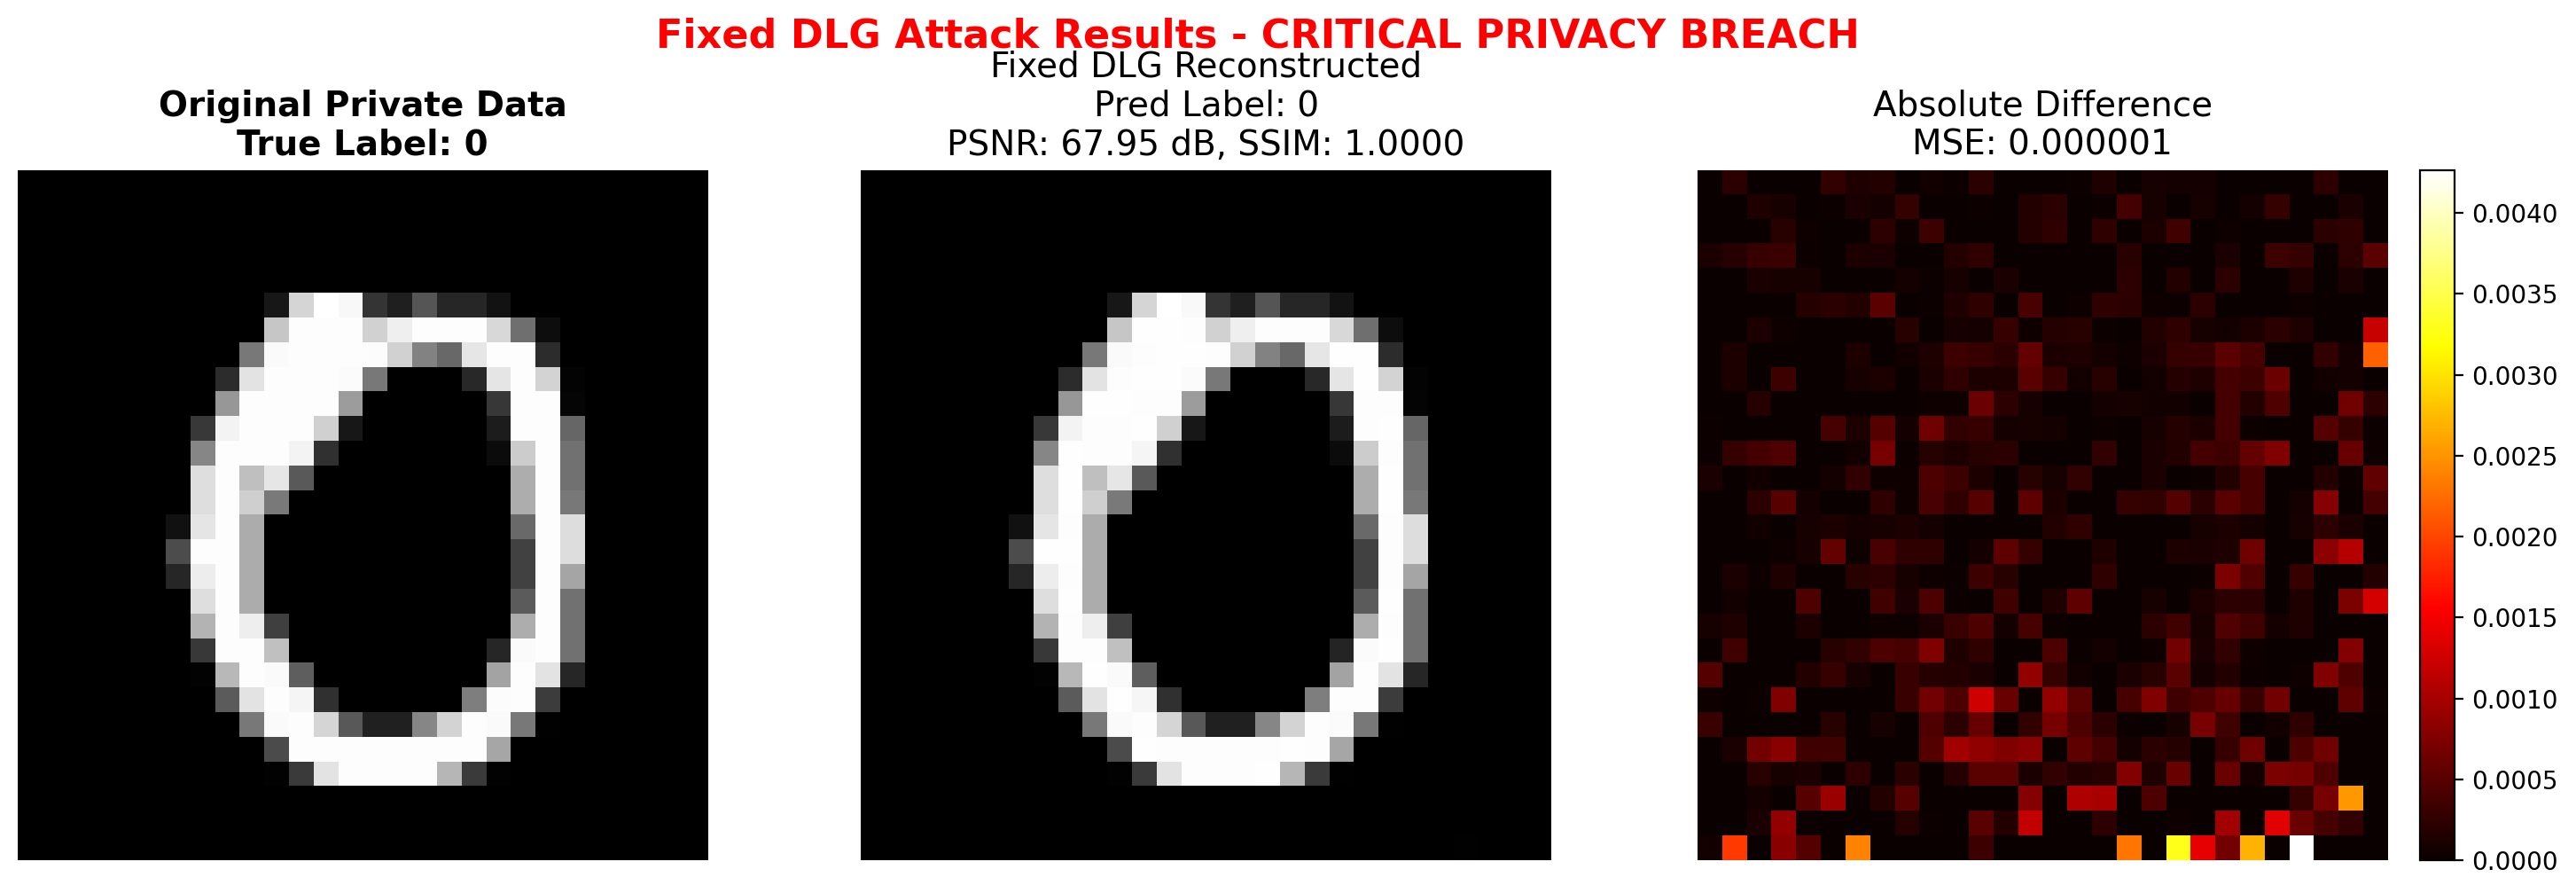 Fixed DLG Attack Results - CRITICAL PRIVACY BREACH
Original Private Data
True Label: 0
Fixed DLG Reconstructed
Pred Label: 0
PSNR: 67.95 dB, SSIM: 1.0000
Absolute Difference
MSE: 0.000001
0.0040
0.0035
0.0030
0.0025
0.0020
0.0015
0.0010
0.0005
0.0000